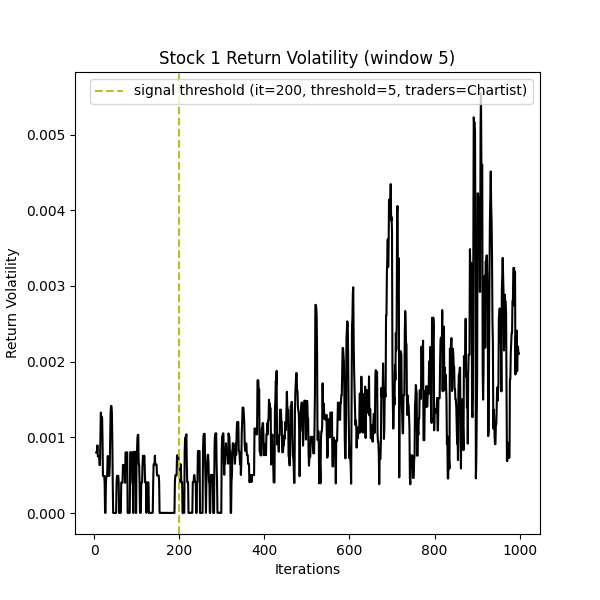 Stock 1 Return Volatility (window 5)
signal threshold (it=200, threshold=5, traders=Chartist)
0.005
0.004
0.003
0.002
0.001
0.000
Return Volatility
0 200 400 600 800 1000
Iterations